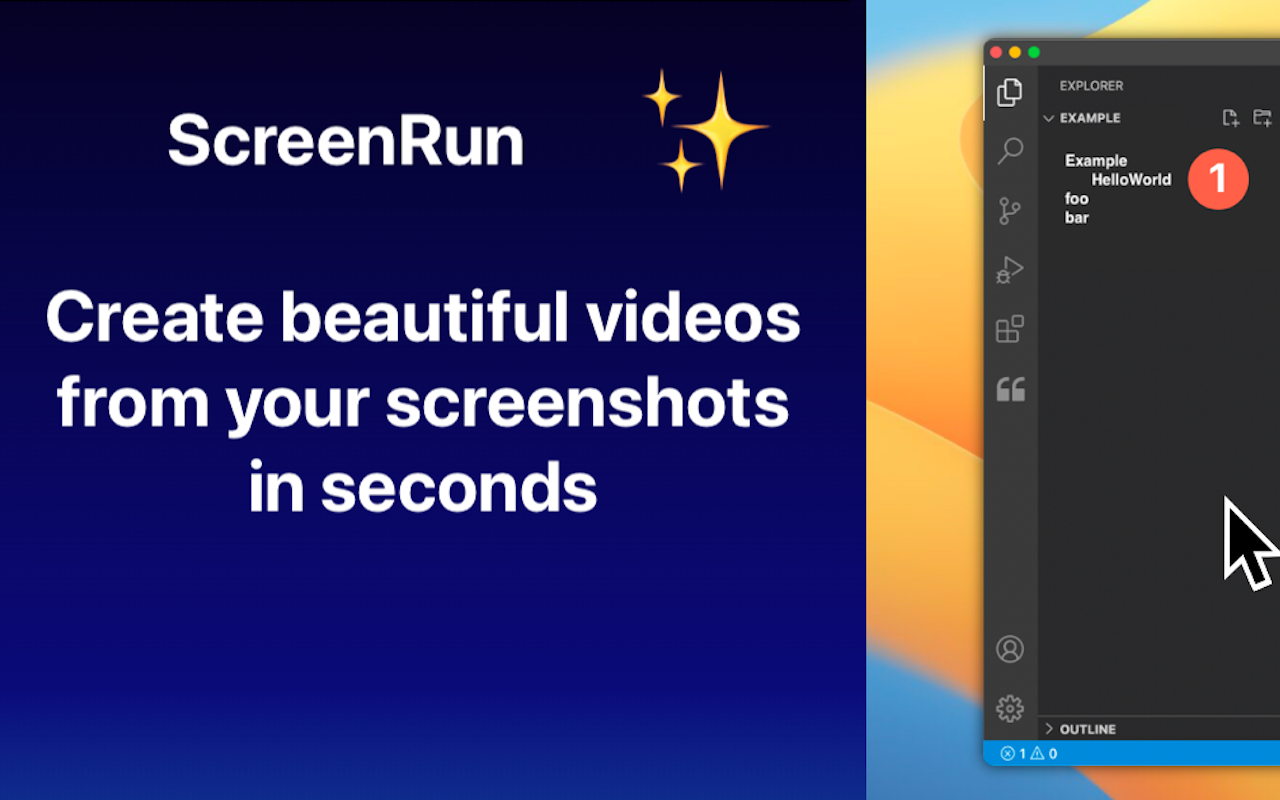 ScreenRun
Create beautiful videos
from your screenshots
in seconds
EXPLORER
EXAMPLE
Example
HelloWorld
1
foo
bar
OUTLINE
1 0